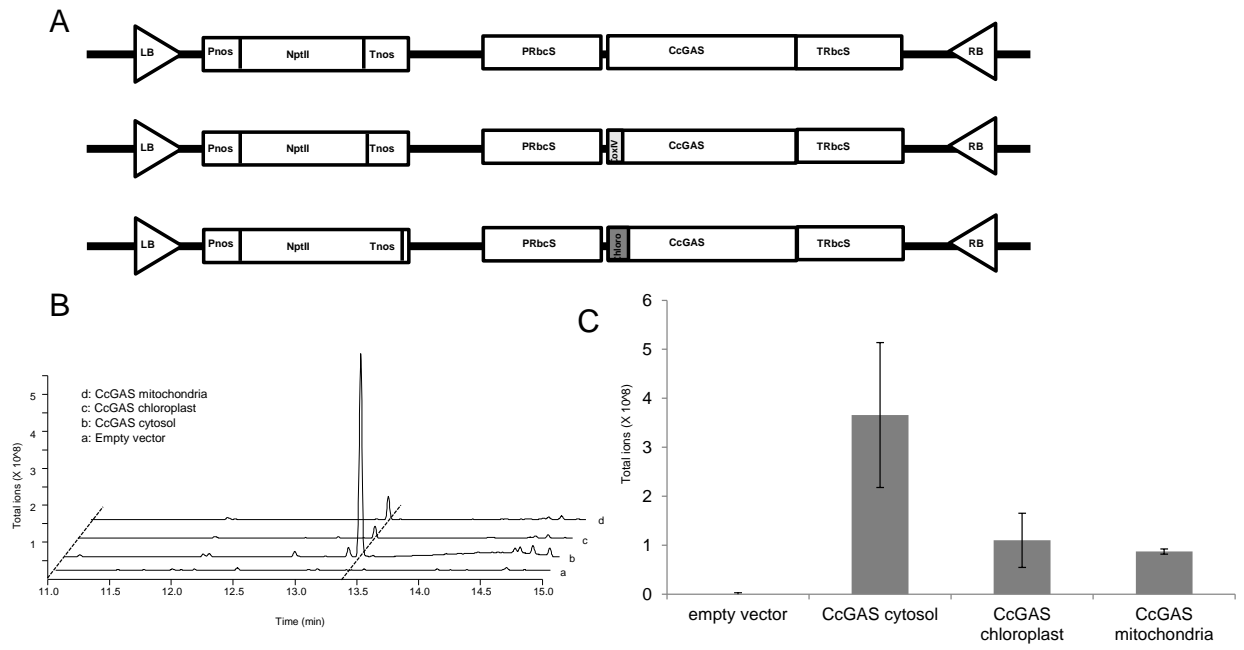 A
LB Pnos NptII Tnos PRbcS CcGAS TRbcS RB
LB Pnos NptII Tnos PRbcS CoxIV CcGAS TRbcS RB
LB Pnos NptII Tnos PRbcS Chloro CcGAS TRbcS RB
B
Total ions (X 10^8)
5
4
3
2
1
d: CcGAS mitochondria
c: CcGAS chloroplast
b: CcGAS cytosol
a: Empty vector
d
c
b
a
11.0 11.5 12.0 12.5 13.0 13.5 14.0 14.5 15.0
Time (min)
C
Total ions (X 10^8)
6
5
4
3
2
1
0
empty vector
CcGAS cytosol
CcGAS
chloroplast
CcGAS
mitochondria